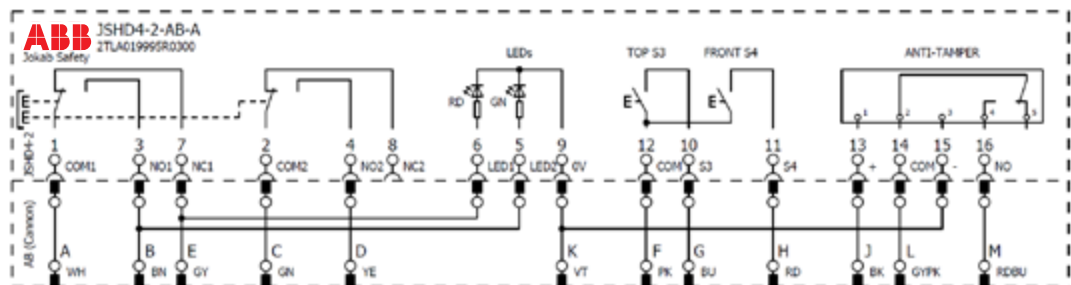 ABB JSHD4-2-AB-A
2TLA019995R0300
Jokab Safety
LEDs TOP S3 FRONT S4 ANTI-TAMPER
RD GN
E E E
E
1 2 3 4 5
1 3 7 2 4 8 6 5 9 12 10 11 13 14 15 16
JSHD4-2
COM1 NO1 NC1 COM2 NO2 NC2 LED1 LED2 0V COM S3 S4 + COM - NO
AB (Cannon)
A B E C D K F G H J L M
WH BN GY GN YE VT PK BU RD BK GYPK RDBU